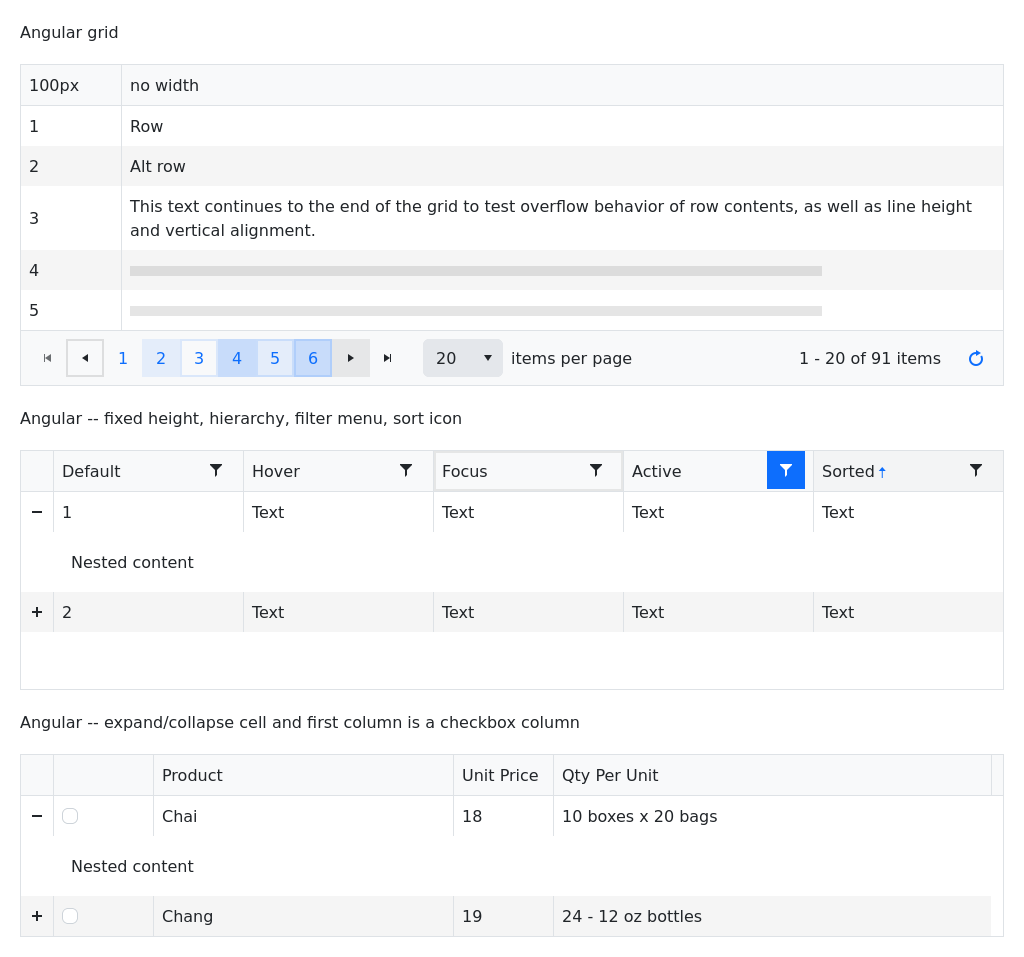 Angular grid
100px no width
1 Row
2 Alt row
3 This text continues to the end of the grid to test overflow behavior of row contents, as well as line height
and vertical alignment.
4
5
1 2 3 4 5 6 20 items per page 1 - 20 of 91 items
Angular -- fixed height, hierarchy, filter menu, sort icon
Default Hover Focus Active Sorted
1 Text Text Text Text
Nested content
2 Text Text Text Text
Angular -- expand/collapse cell and first column is a checkbox column
Product Unit Price Qty Per Unit
Chai 18 10 boxes x 20 bags
Nested content
Chang 19 24 - 12 oz bottles